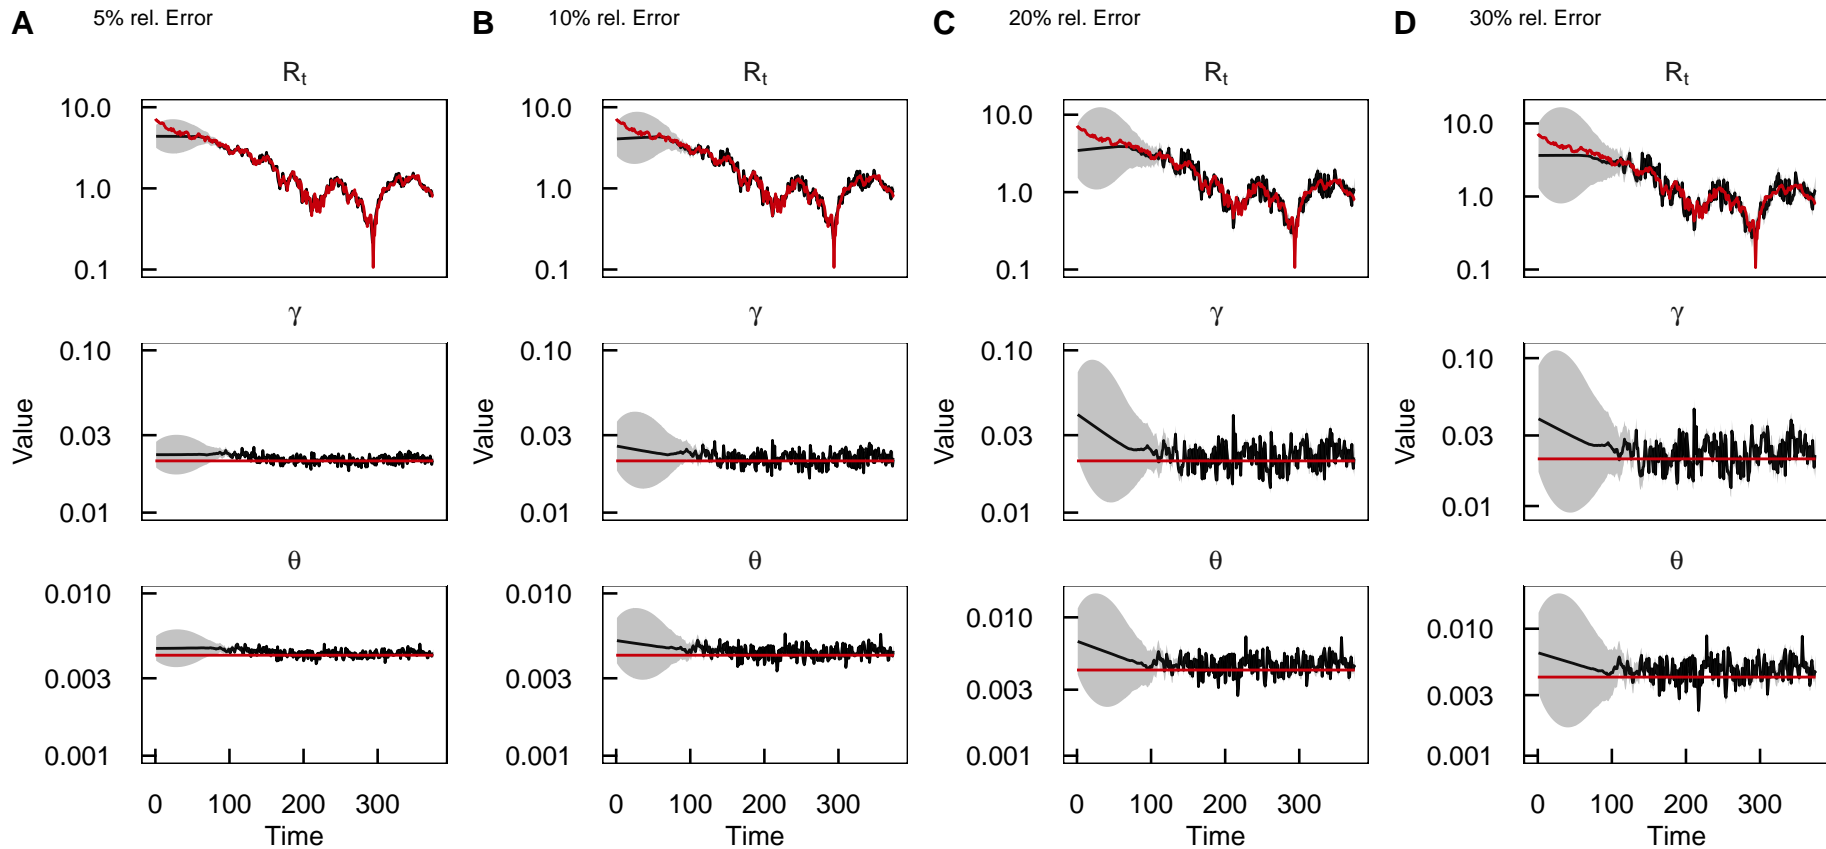 A 5% rel. Error
B 10% rel. Error
C 20% rel. Error
D 30% rel. Error
Rt
Rt
Rt
Rt
10.0
1.0
0.1
10.0
1.0
0.1
10.0
1.0
0.1
10.0
1.0
0.1
γ
γ
γ
γ
Value
0.10
0.03
0.01
Value
0.10
0.03
0.01
Value
0.10
0.03
0.01
Value
0.10
0.03
0.01
θ
θ
θ
θ
0.010
0.003
0.001
0.010
0.003
0.001
0.010
0.003
0.001
0.010
0.003
0.001
0 100 200 300
0 100 200 300
0 100 200 300
0 100 200 300
Time
Time
Time
Time